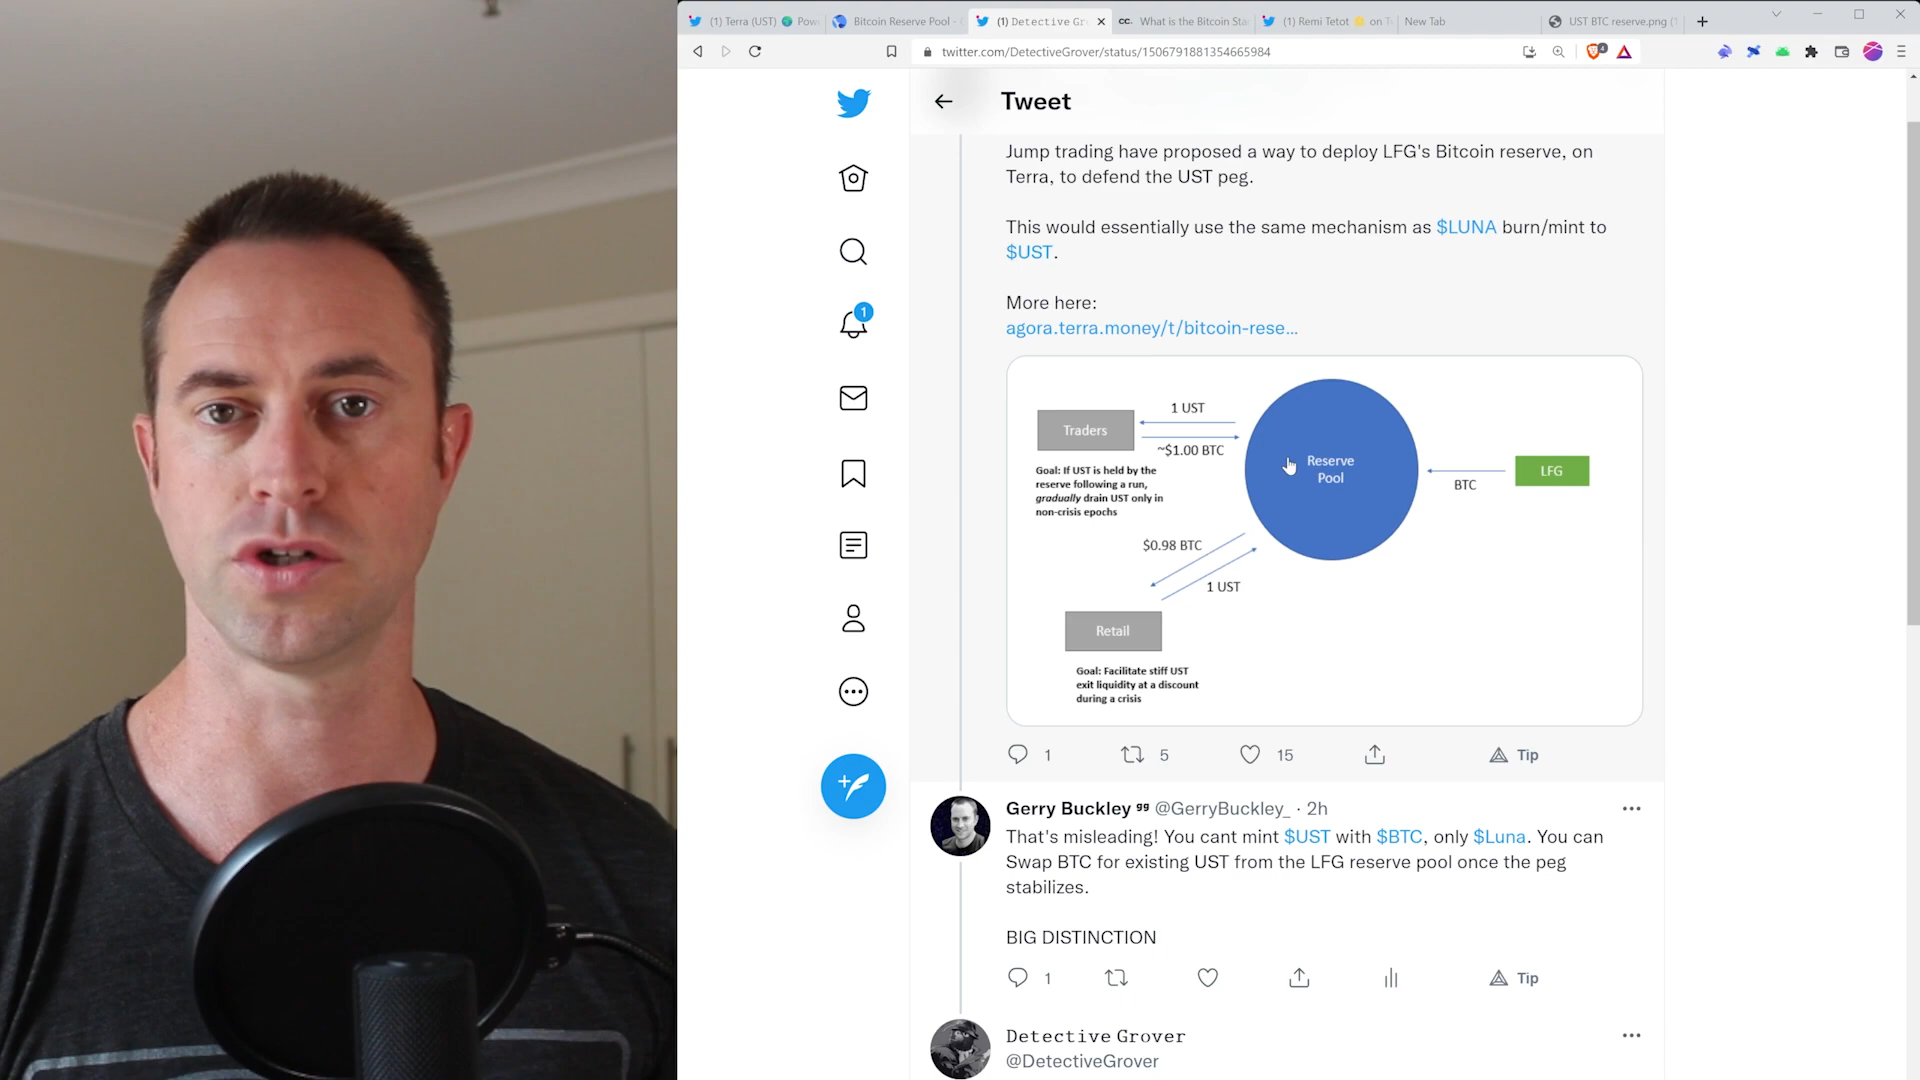 (1) Terra (UST)
Bitcoin Reserve Pool -
(1) Detective Gr
CC.
What is the Bitcoin Sta
(1) Remi Tetot
on
New Tab
UST BTC reserve.png (1
twitter.com/DetectiveGrover/status/1506791881354665984
4
Tweet
Jump trading have proposed a way to deploy LFG's Bitcoin reserve, on
Terra, to defend the UST peg.
This would essentially use the same mechanism as $LUNA burn/mint to
$UST.
1
More here:
agora.terra.money/t/bitcoin-rese...
1 UST
Traders
~$1.00 BTC
Goal: If UST is held by the
reserve following a run,
gradually drain UST only in
non-crisis epochs
Reserve
Pool
LFG
BTC
$0.98 BTC
1 UST
Retail
Goal: Facilitate stiff UST
exit liquidity at a discount
during a crisis
1
5
15
Tip
Gerry Buckley gg @GerryBuckley_ · 2h
That's misleading! You cant mint $UST with $BTC, only $Luna. You can
Swap BTC for existing UST from the LFG reserve pool once the peg
stabilizes.
BIG DISTINCTION
1
Tip
Detective Grover
@DetectiveGrover